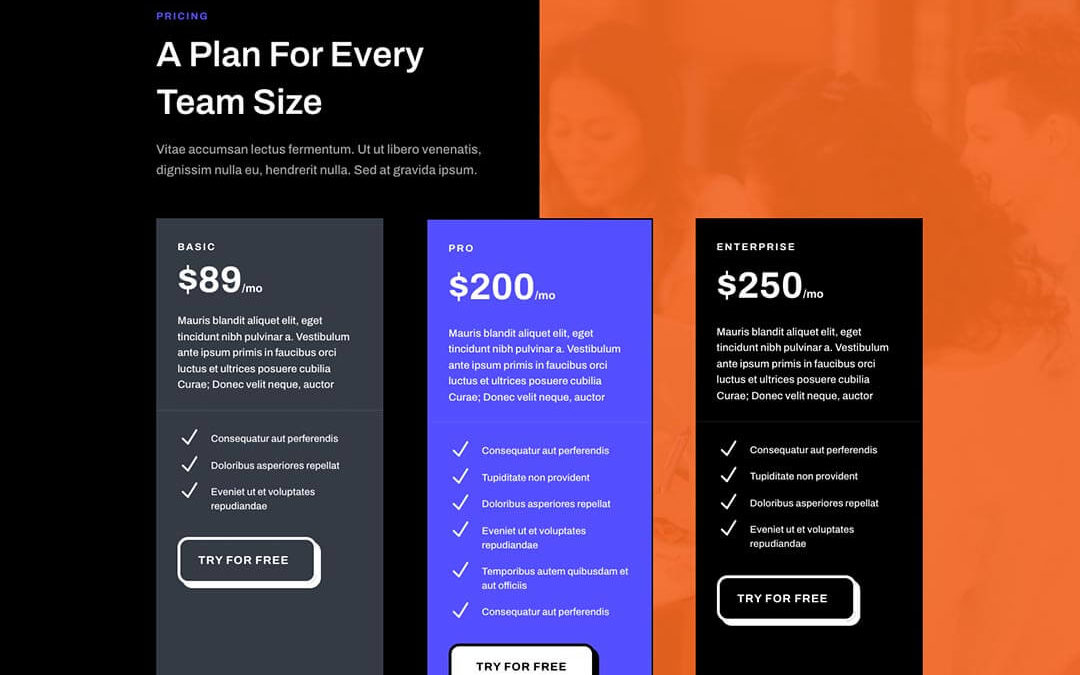 PRICING
A Plan For Every
Team Size
Vitae accumsan lectus fermentum. Ut ut libero venenatis,
dignissim nulla eu, hendrerit nulla. Sed at gravida ipsum.
BASIC
$89/mo
Mauris blandit aliquet elit, eget
tincidunt nibh pulvinar a. Vestibulum
ante ipsum primis in faucibus orci
luctus et ultrices posuere cubilia
Curae; Donec velit neque, auctor
Consequatur aut perferendis
Doloribus asperiores repellat
Eveniet ut et voluptates
repudiandae
TRY FOR FREE
PRO
$200/mo
Mauris blandit aliquet elit, eget
tincidunt nibh pulvinar a. Vestibulum
ante ipsum primis in faucibus orci
luctus et ultrices posuere cubilia
Curae; Donec velit neque, auctor
Consequatur aut perferendis
Tupiditate non provident
Doloribus asperiores repellat
Eveniet ut et voluptates
repudiandae
Temporibus autem quibusdam et
aut officiis
Consequatur aut perferendis
TRY FOR FREE
ENTERPRISE
$250/mo
Mauris blandit aliquet elit, eget
tincidunt nibh pulvinar a. Vestibulum
ante ipsum primis in faucibus orci
luctus et ultrices posuere cubilia
Curae; Donec velit neque, auctor
Consequatur aut perferendis
Tupiditate non provident
Doloribus asperiores repellat
Eveniet ut et voluptates
repudiandae
TRY FOR FREE